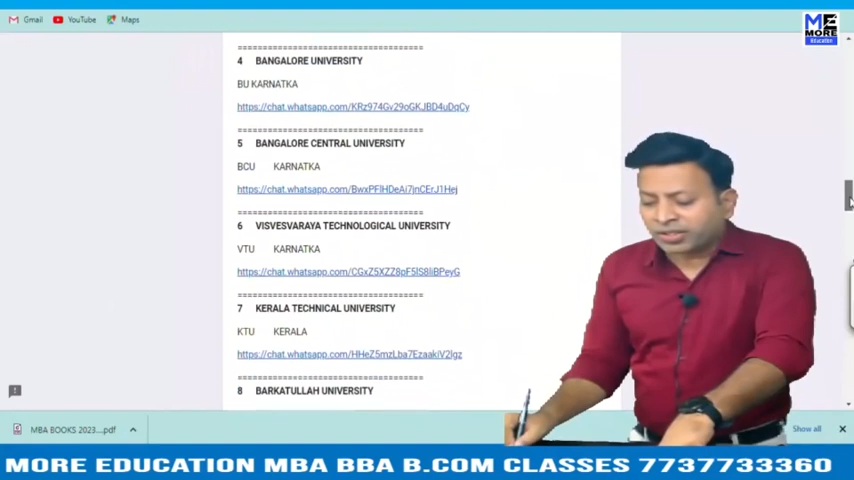 Gmail YouTube Maps
ME
MORE
Education
====================================
4 BANGALORE UNIVERSITY
BU KARNATKA
https://chat.whatsapp.com/KRz974Gv29oGKJBD4uDqCy
====================================
5 BANGALORE CENTRAL UNIVERSITY
BCU KARNATKA
https://chat.whatsapp.com/BwxPFIHDeAi7jnCErJ1Hej
====================================
6 VISVESVARAYA TECHNOLOGICAL UNIVERSITY
VTU KARNATKA
https://chat.whatsapp.com/CGxZ5XZZ8pF5lS8liBPeyG
====================================
7 KERALA TECHNICAL UNIVERSITY
KTU KERALA
https://chat.whatsapp.com/HHeZ5mzLba7EzaakiV2lgz
====================================
8 BARKATULLAH UNIVERSITY
MBA BOOKS 2023....pdf
Show all
MORE EDUCATION MBA BBA B.COM CLASSES 7737733360